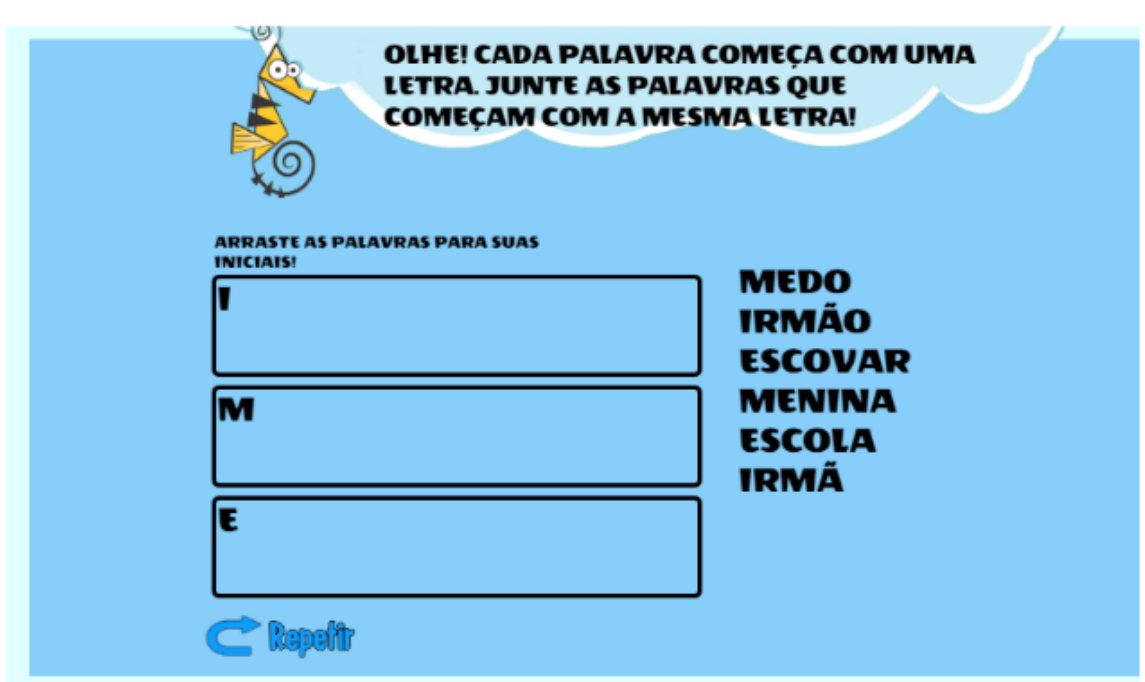 OLHE! CADA PALAVRA COMEÇA COM UMA
LETRA. JUNTE AS PALAVRAS QUE
COMEÇAM COM A MESMA LETRA!
ARRASTE AS PALAVRAS PARA SUAS
INICIAIS!
I
M
E
MEDO
IRMÃO
ESCOVAR
MENINA
ESCOLA
IRMÃ
Repetir